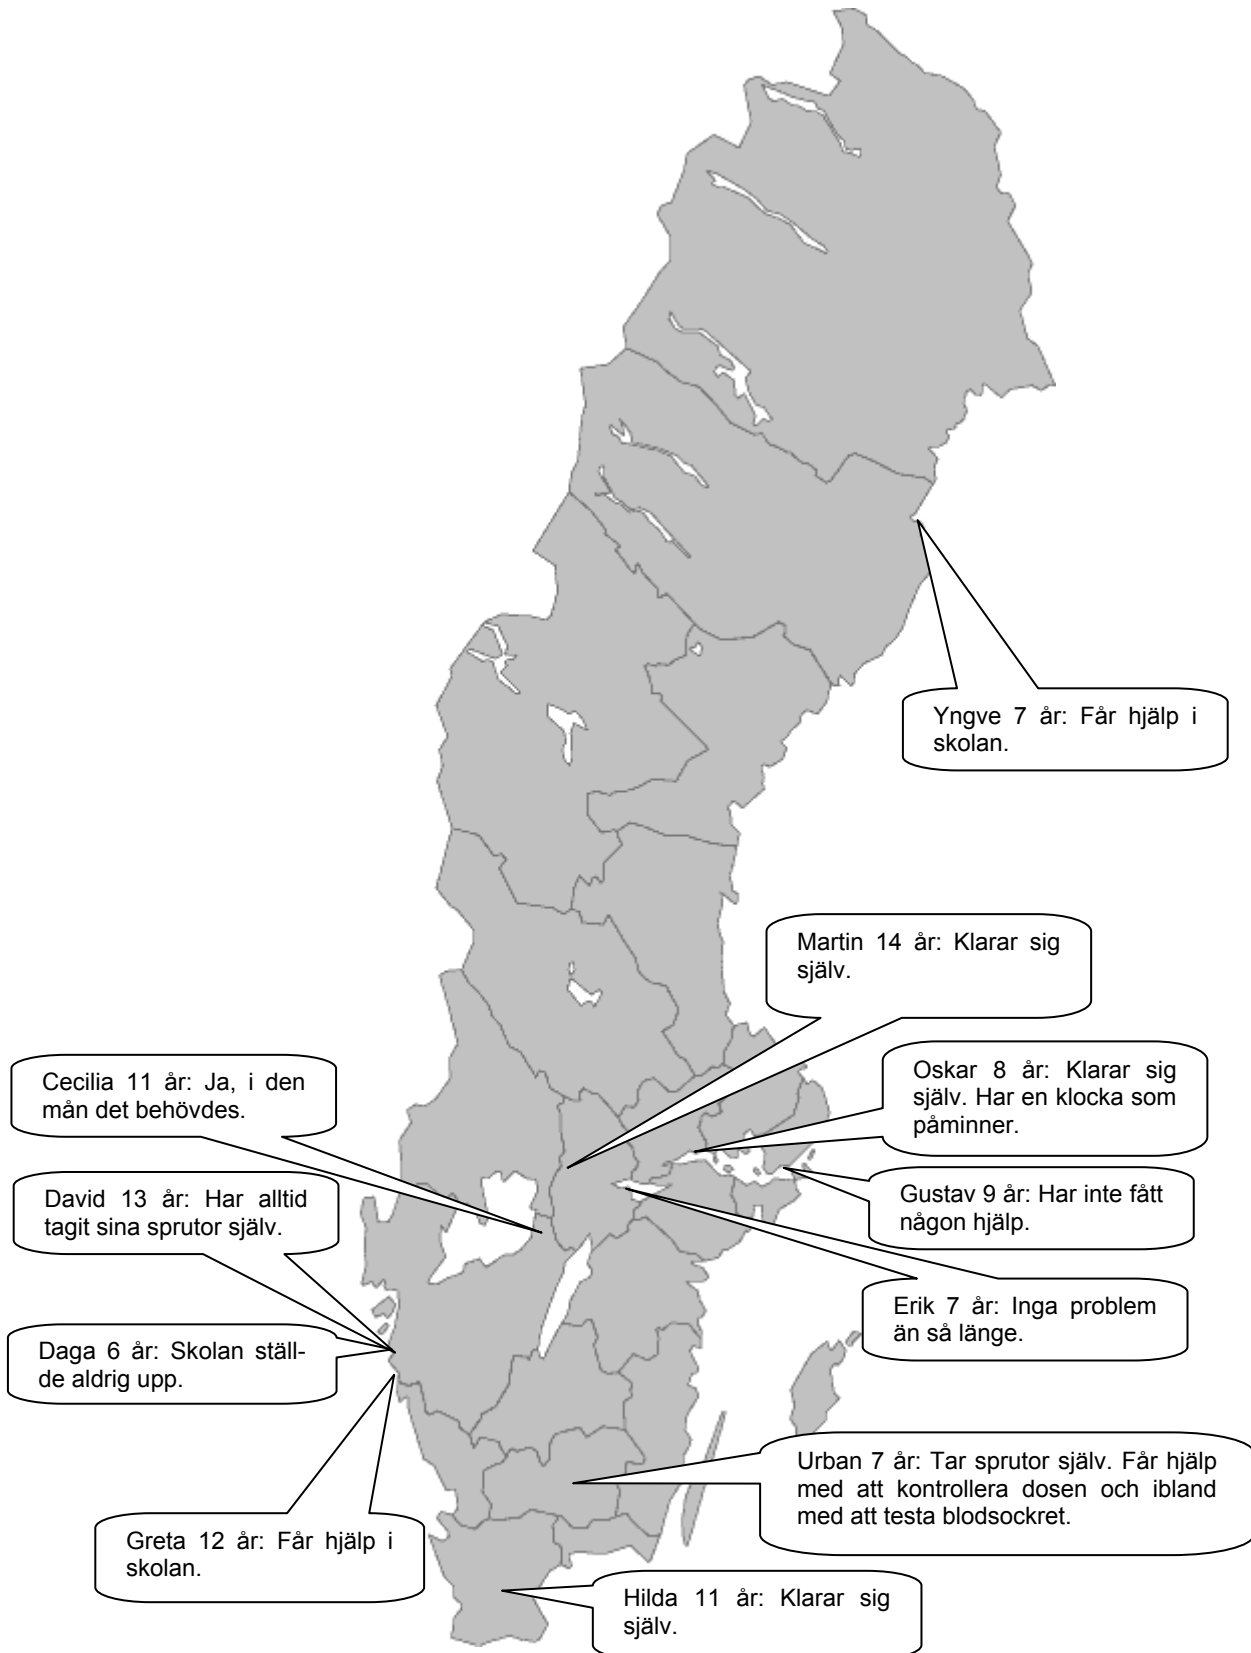 Yngve 7 år: Får hjälp i
skolan.
Martin 14 år: Klarar sig
själv.
Cecilia 11 år: Ja, i den
mån det behövdes.
Oskar 8 år: Klarar sig
själv. Har en klocka som
påminner.
David 13 år: Har alltid
tagit sina sprutor själv.
Gustav 9 år: Har inte fått
någon hjälp.
Erik 7 år: Inga problem
än så länge.
Daga 6 år: Skolan ställ-
de aldrig upp.
Urban 7 år: Tar sprutor själv. Får hjälp
med att kontrollera dosen och ibland
med att testa blodsockret.
Greta 12 år: Får hjälp i
skolan.
Hilda 11 år: Klarar sig
själv.